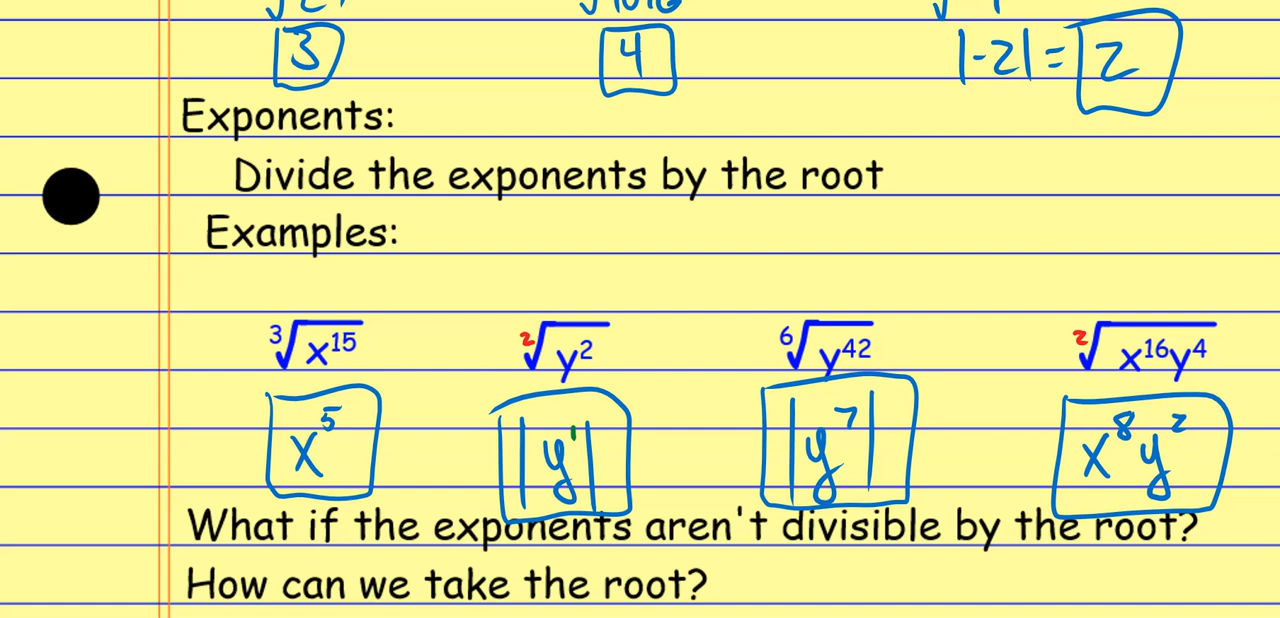 3 4 |-2| = 2
Exponents:
Divide the exponents by the root
Examples:
∛x¹⁵ ²√y² ⁶√y⁴² ²√x¹⁶y⁴
x⁵ |y¹| |y⁷| x⁸y²
What if the exponents aren't divisible by the root?
How can we take the root?